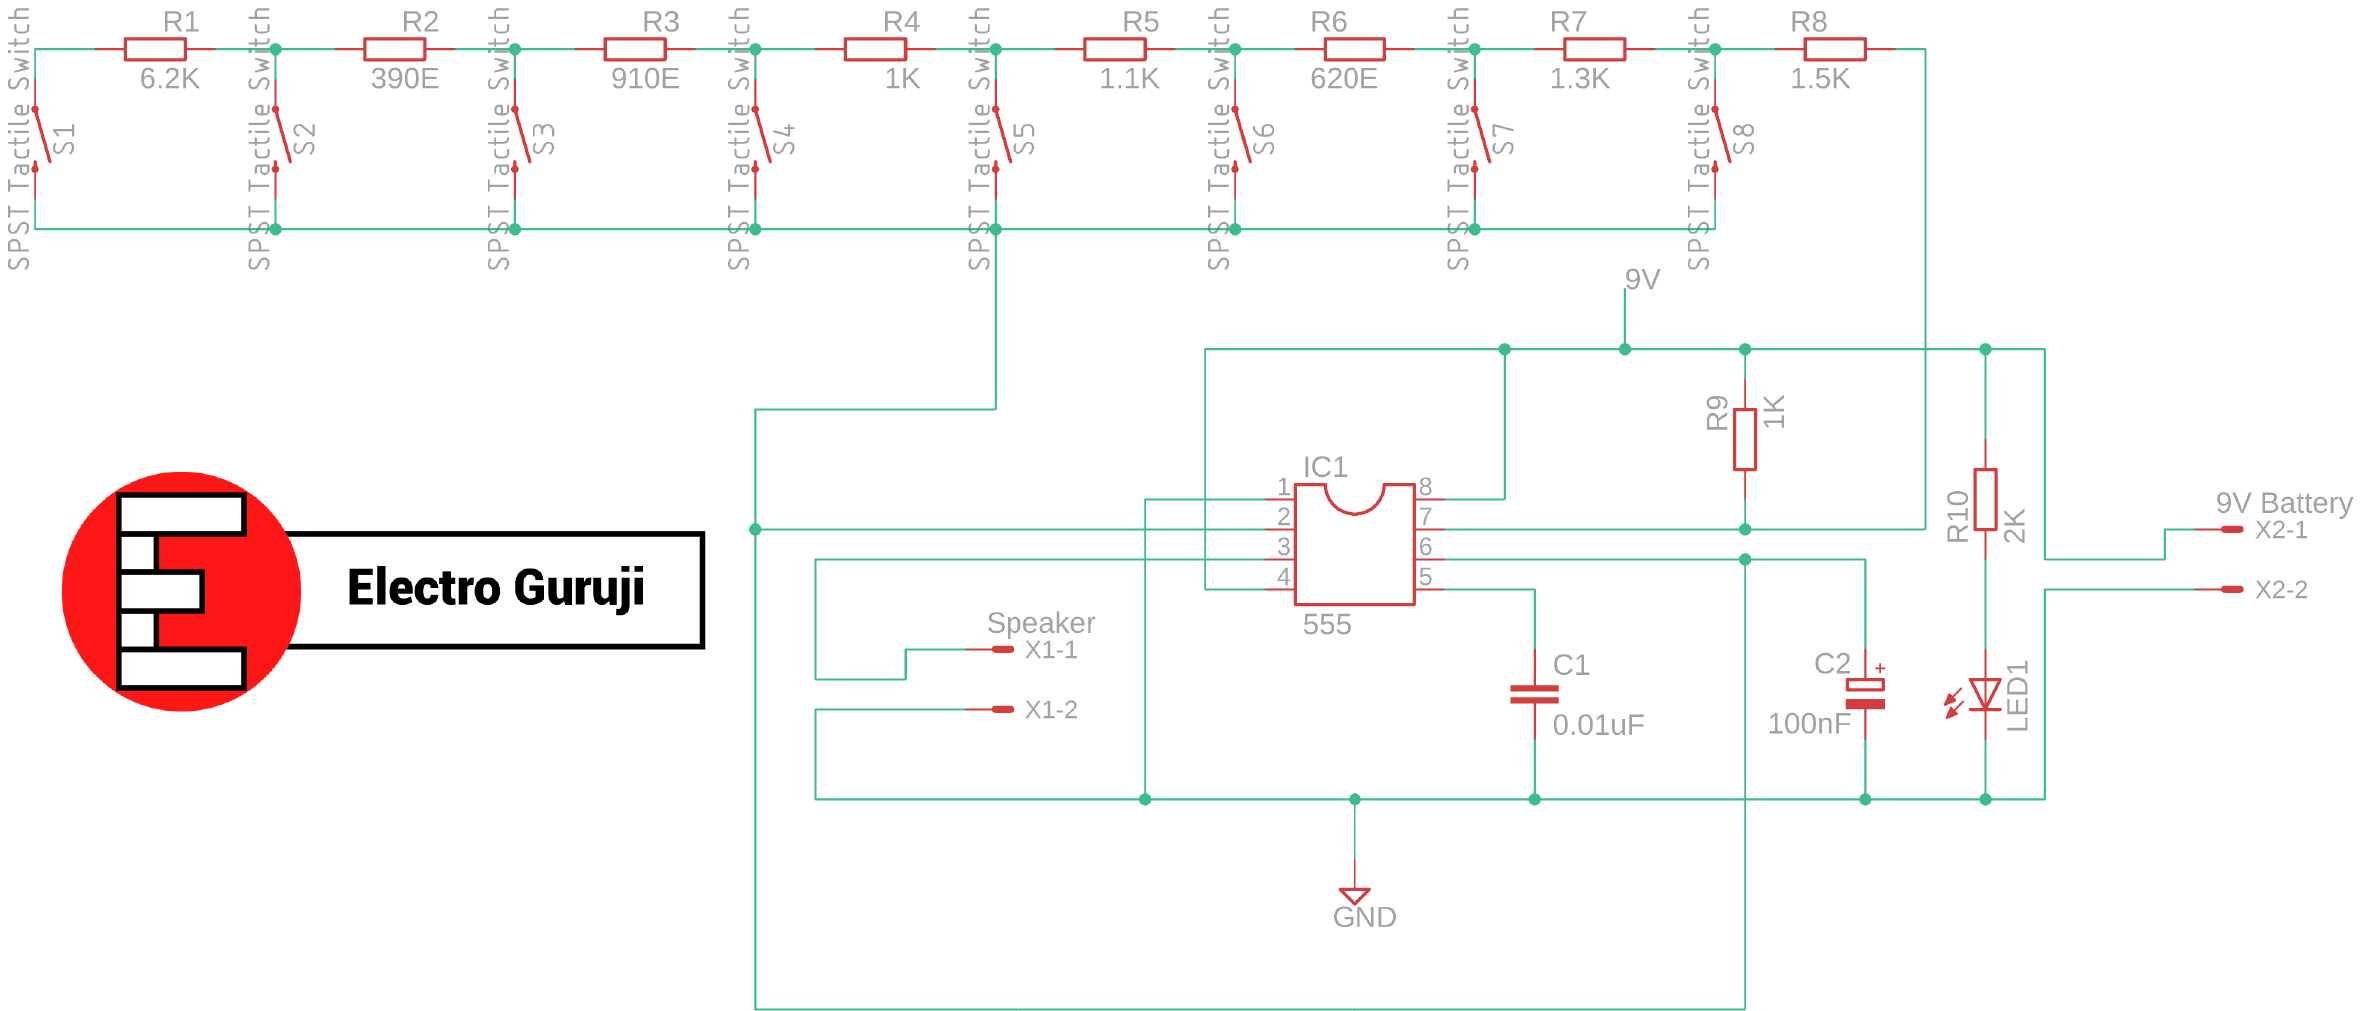 R1
R2
R3
R4
R5
R6
R7
R8
6.2K
390E
910E
1K
1.1K
620E
1.3K
1.5K
SPST Tactile Switch
S1
SPST Tactile Switch
S2
SPST Tactile Switch
S3
SPST Tactile Switch
S4
SPST Tactile Switch
S5
SPST Tactile Switch
S6
SPST Tactile Switch
S7
SPST Tactile Switch
S8
9V
R9
1K
IC1
1
2
3
4
8
7
6
5
555
R10
2K
9V Battery
X2-1
X2-2
Electro Guruji
Speaker
X1-1
X1-2
C1
0.01uF
C2
+
100nF
LED1
GND